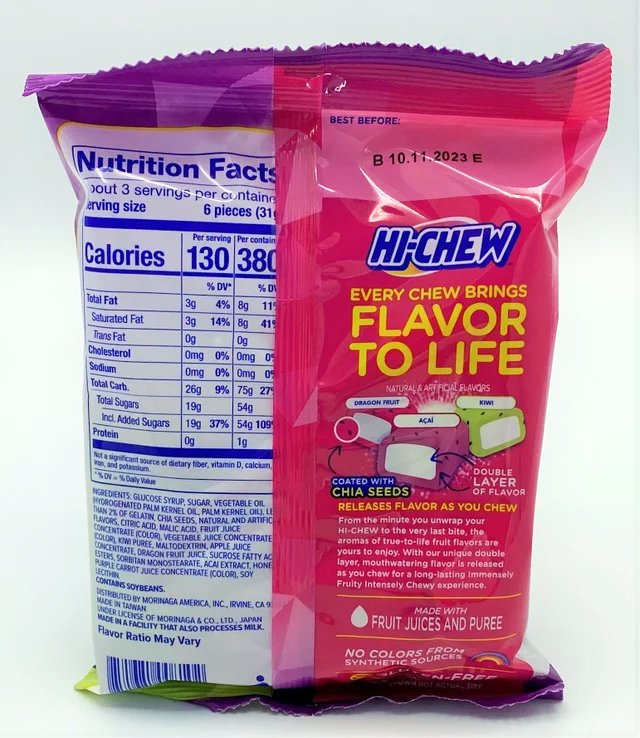 Nutrition Facts
bout 3 servings per containe
erving size 6 pieces (31
Per serving Per contain
Calories 130 380
% DV* % DV
Total Fat 3g 4% 8g 11%
Saturated Fat 3g 14% 8g 41%
Trans Fat 0g 0g
Cholesterol 0mg 0% 0mg 0%
Sodium 0mg 0% 0mg 0%
Total Carb. 26g 9% 75g 27%
Total Sugars 19g 54g
Incl. Added Sugars 19g 37% 54g 109%
Protein 0g 1g
Not a significant source of dietary fiber, vitamin D, calcium,
iron, and potassium.
* % DV = % Daily Value
INGREDIENTS: GLUCOSE SYRUP, SUGAR, VEGETABLE OIL
(HYDROGENATED PALM KERNEL OIL, PALM KERNEL OIL), LE
THAN 2% OF GELATIN, CHIA SEEDS, NATURAL AND ARTIFIC
FLAVORS, CITRIC ACID, MALIC ACID, FRUIT JUICE
CONCENTRATE (COLOR), VEGETABLE JUICE CONCENTRATE
(COLOR), KIWI PUREE, MALTODEXTRIN, APPLE JUICE
CONCENTRATE, DRAGON FRUIT JUICE, SUCROSE FATTY AC
ESTERS, SORBITAN MONOSTEARATE, ACAI EXTRACT, HONE
PURPLE CARROT JUICE CONCENTRATE (COLOR), SOY
LECITHIN.
CONTAINS SOYBEANS.
DISTRIBUTED BY MORINAGA AMERICA, INC., IRVINE, CA 92
MADE IN TAIWAN
UNDER LICENSE OF MORINAGA & CO., LTD., JAPAN
MADE IN A FACILITY THAT ALSO PROCESSES MILK.
Flavor Ratio May Vary
BEST BEFORE:
B 10.11.2023 E
HI-CHEW
EVERY CHEW BRINGS
FLAVOR
TO LIFE
NATURAL & ARTIFICIAL FLAVORS
DRAGON FRUIT
AÇAÍ
KIWI
COATED WITH
CHIA SEEDS
DOUBLE
LAYER
OF FLAVOR
RELEASES FLAVOR AS YOU CHEW
From the minute you unwrap your
HI-CHEW to the very last bite, the
aromas of true-to-life fruit flavors are
yours to enjoy. With our unique double
layer, mouthwatering flavor is released
as you chew for a long-lasting Immensely
Fruity Intensely Chewy experience.
MADE WITH
FRUIT JUICES AND PUREE
NO COLORS FROM
SYNTHETIC SOURCES
GLUTEN-FREE
SHOWN NOT ACTUAL SIZE